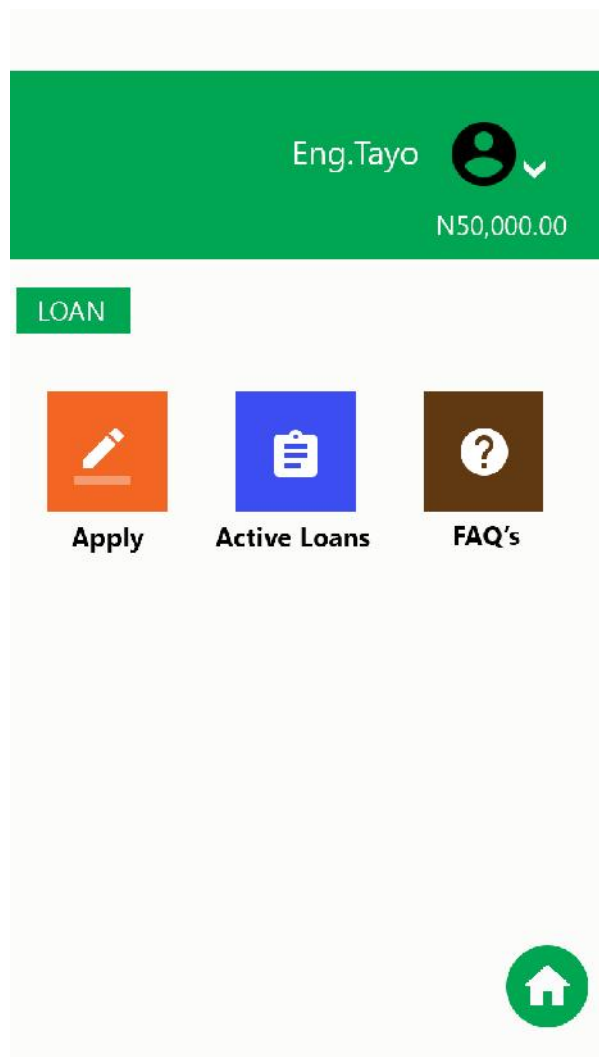 Eng.Tayo
N50,000.00
LOAN
Apply
Active Loans
FAQ's